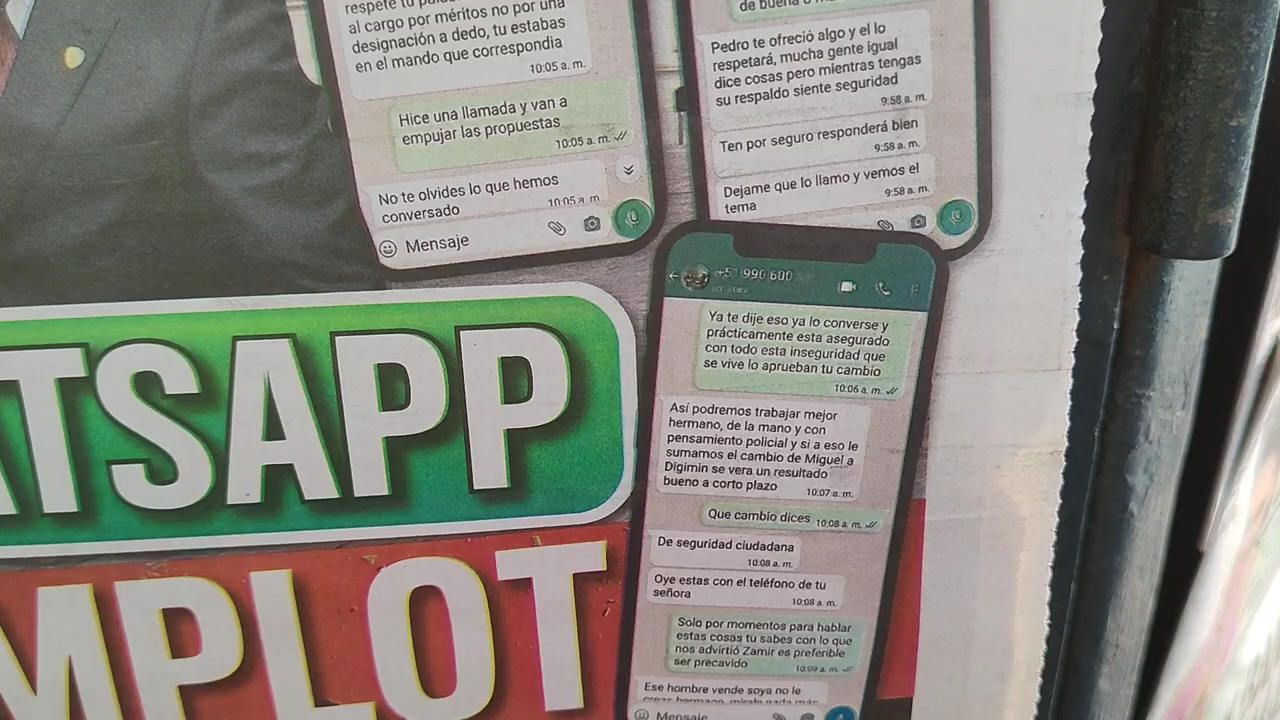 respete tu
al cargo por méritos no por una
designación a dedo, tu estabas
en el mando que correspondia
10:05 a. m.
Hice una llamada y van a
empujar las propuestas
10:05 a. m.
No te olvides lo que hemos
conversado
10:05 a. m
Mensaje
de buena o
Pedro te ofreció algo y el lo
respetará, mucha gente igual
dice cosas pero mientras tengas
su respaldo siente seguridad
9:58 a. m.
Ten por seguro responderá bien
9:58 a. m.
Dejame que lo llamo y vemos el
tema
9:58 a. m.
+51 990 600
Ya te dije eso ya lo converse y
prácticamente esta asegurado
con todo esta inseguridad que
se vive lo aprueban tu cambio
10:06 a. m.
Así podremos trabajar mejor
hermano, de la mano y con
pensamiento policial y si a eso le
sumamos el cambio de Miguel a
Digimin se vera un resultado
bueno a corto plazo
10:07 a. m.
Que cambio dices 10:08 a. m.
De seguridad ciudadana
10:08 a. m.
Oye estas con el teléfono de tu
señora
10:08 a. m.
Solo por momentos para hablar
estas cosas tu sabes con lo que
nos advirtió Zamir es preferible
ser precavido
10:09 a. m.
Ese hombre vende soya no le
Mensaje
ATSAPP
MPLOT